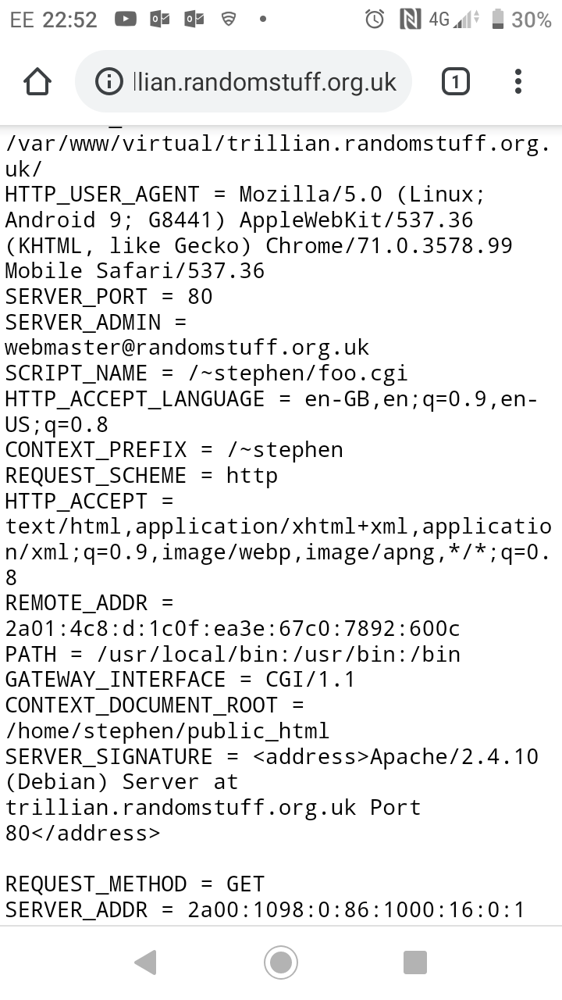 EE 22:52 4G 30%
llian.randomstuff.org.uk 1
/var/www/virtual/trillian.randomstuff.org.
uk/
HTTP_USER_AGENT = Mozilla/5.0 (Linux;
Android 9; G8441) AppleWebKit/537.36
(KHTML, like Gecko) Chrome/71.0.3578.99
Mobile Safari/537.36
SERVER_PORT = 80
SERVER_ADMIN =
webmaster@randomstuff.org.uk
SCRIPT_NAME = /~stephen/foo.cgi
HTTP_ACCEPT_LANGUAGE = en-GB,en;q=0.9,en-
US;q=0.8
CONTEXT_PREFIX = /~stephen
REQUEST_SCHEME = http
HTTP_ACCEPT =
text/html,application/xhtml+xml,applicatio
n/xml;q=0.9,image/webp,image/apng,*/*;q=0.
8
REMOTE_ADDR =
2a01:4c8:d:1c0f:ea3e:67c0:7892:600c
PATH = /usr/local/bin:/usr/bin:/bin
GATEWAY_INTERFACE = CGI/1.1
CONTEXT_DOCUMENT_ROOT =
/home/stephen/public_html
SERVER_SIGNATURE = <address>Apache/2.4.10
(Debian) Server at
trillian.randomstuff.org.uk Port
80</address>
REQUEST_METHOD = GET
SERVER_ADDR = 2a00:1098:0:86:1000:16:0:1